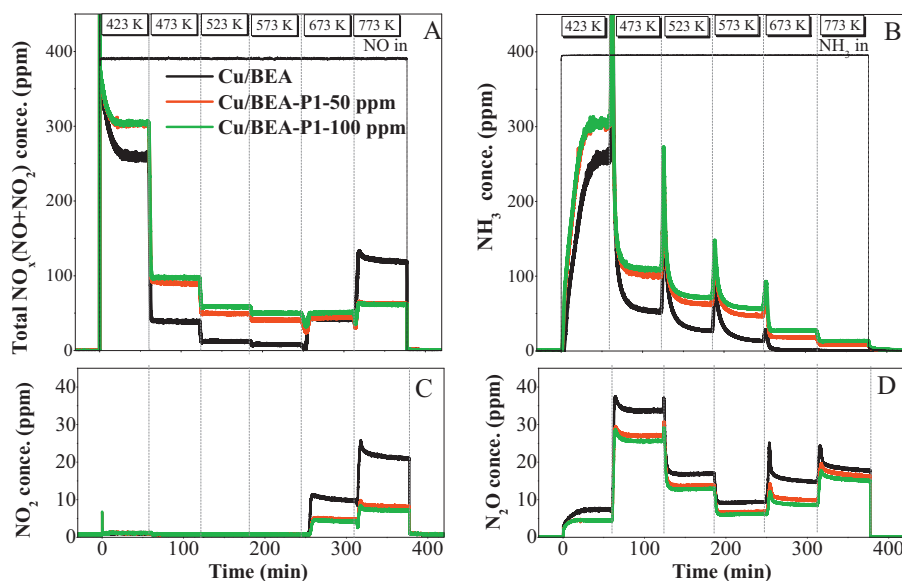 423 K 473 K 523 K 573 K 673 K 773 K
A
NO in
Cu/BEA
Cu/BEA-P1-50 ppm
Cu/BEA-P1-100 ppm
Total NOx(NO+NO2) conce. (ppm)
400
300
200
100
0
423 K 473 K 523 K 573 K 673 K 773 K
B
NH3 in
NH3 conce. (ppm)
400
300
200
100
0
C
NO2 conce. (ppm)
40
30
20
10
0
0 100 200 300 400
Time (min)
D
N2O conce. (ppm)
40
30
20
10
0
0 100 200 300 400
Time (min)